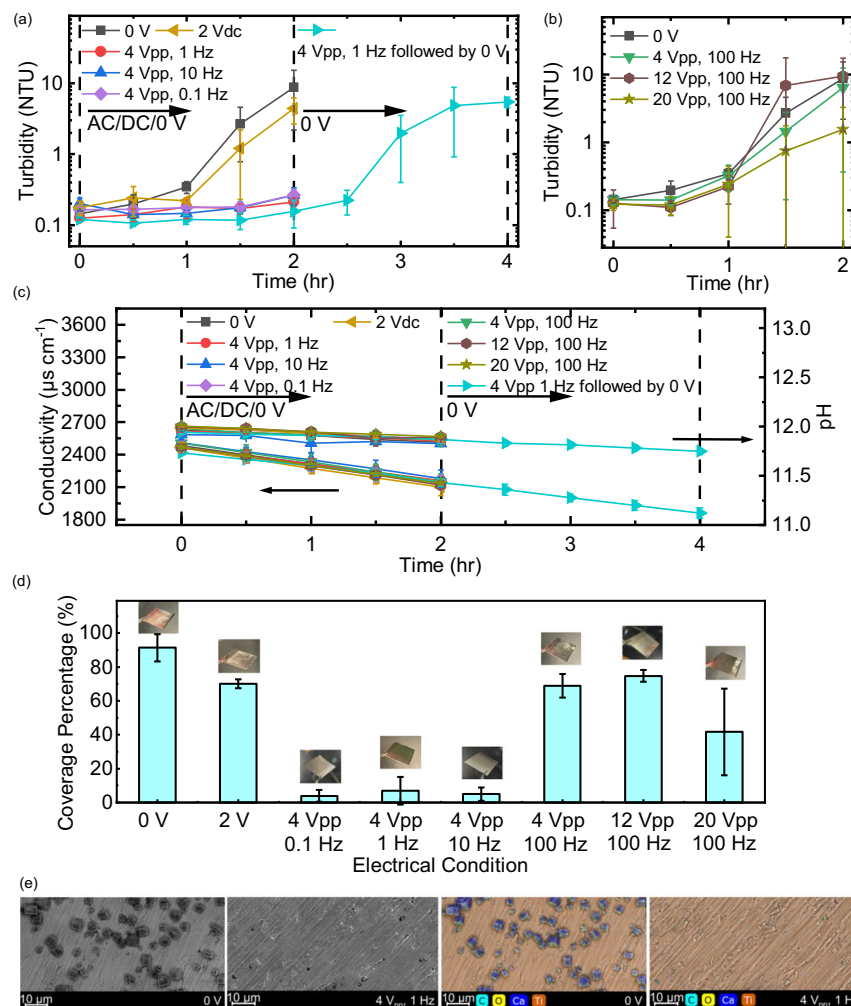 (a)
0 V
2 Vdc
4 Vpp, 1 Hz
4 Vpp, 10 Hz
4 Vpp, 0.1 Hz
4 Vpp, 1 Hz followed by 0 V
AC/DC/0 V
0 V
Turbidity (NTU)
10
1
0.1
0 1 2 3 4
Time (hr)
(b)
0 V
4 Vpp, 100 Hz
12 Vpp, 100 Hz
20 Vpp, 100 Hz
Turbidity (NTU)
10
1
0.1
0 1 2
Time (hr)
(c)
0 V
2 Vdc
4 Vpp, 1 Hz
4 Vpp, 10 Hz
4 Vpp, 0.1 Hz
4 Vpp, 100 Hz
12 Vpp, 100 Hz
20 Vpp, 100 Hz
4 Vpp 1 Hz followed by 0 V
AC/DC/0 V
0 V
Conductivity (µs cm⁻¹)
3600
3300
3000
2700
2400
2100
1800
pH
13.0
12.5
12.0
11.5
11.0
0 1 2 3 4
Time (hr)
(d)
Coverage Percentage (%)
100
80
60
40
20
0
0 V
2 V
4 Vpp
0.1 Hz
4 Vpp
1 Hz
4 Vpp
10 Hz
4 Vpp
100 Hz
12 Vpp
100 Hz
20 Vpp
100 Hz
Electrical Condition
(e)
10 µm 0 V
10 µm 4 Vpp, 1 Hz
10 µm C O Ca Ti 0 V
10 µm C O Ca Ti 4 Vpp, 1 Hz